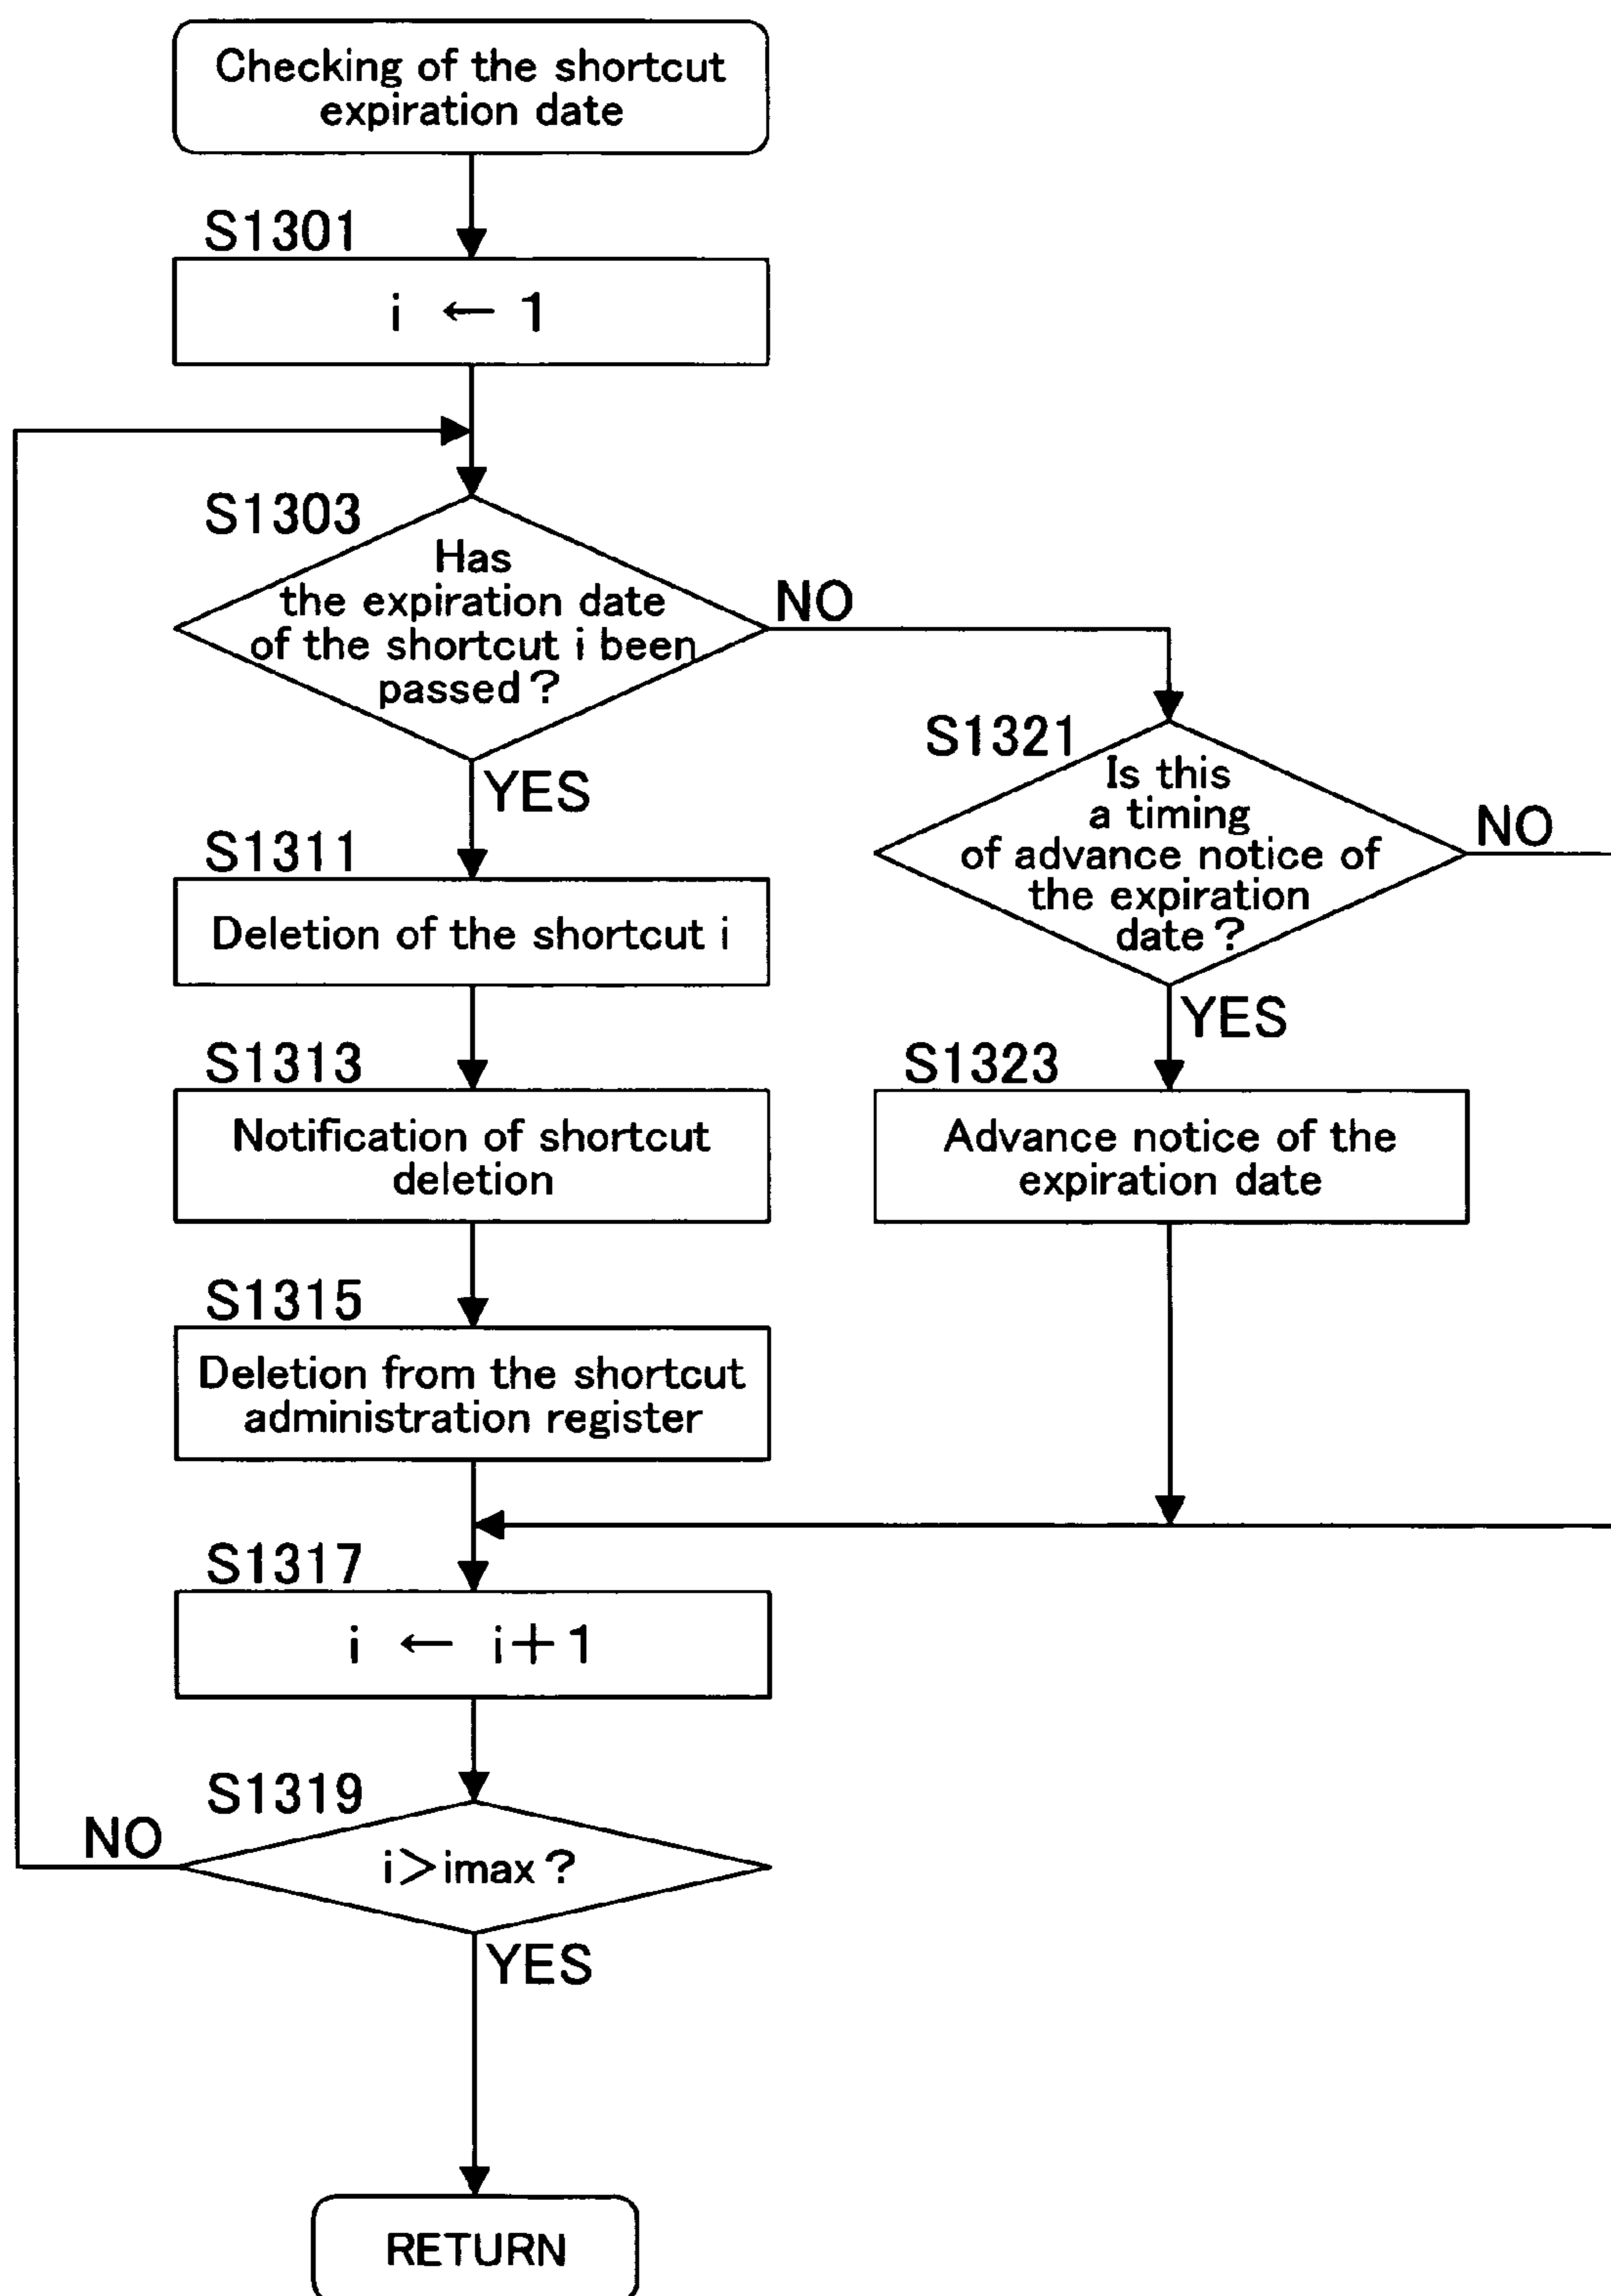 Checking of the shortcut
expiration date
S1301
i ← 1
S1303
Has
the expiration date
of the shortcut i been
passed?
NO
YES
S1321
Is this
a timing
of advance notice of
the expiration
date?
NO
YES
S1311
Deletion of the shortcut i
S1313
Notification of shortcut
deletion
S1323
Advance notice of the
expiration date
S1315
Deletion from the shortcut
administration register
S1317
i ← i+1
S1319
i>imax?
NO
YES
RETURN